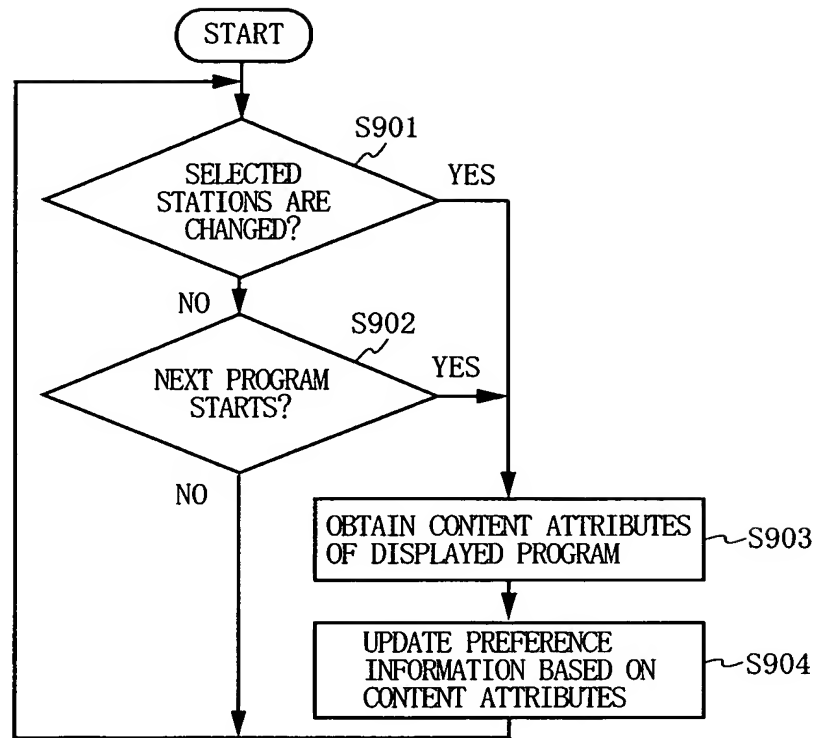 START
S901
SELECTED
STATIONS ARE
CHANGED?
YES
NO
S902
NEXT PROGRAM
STARTS?
YES
NO
OBTAIN CONTENT ATTRIBUTES
OF DISPLAYED PROGRAM
S903
UPDATE PREFERENCE
INFORMATION BASED ON
CONTENT ATTRIBUTES
S904